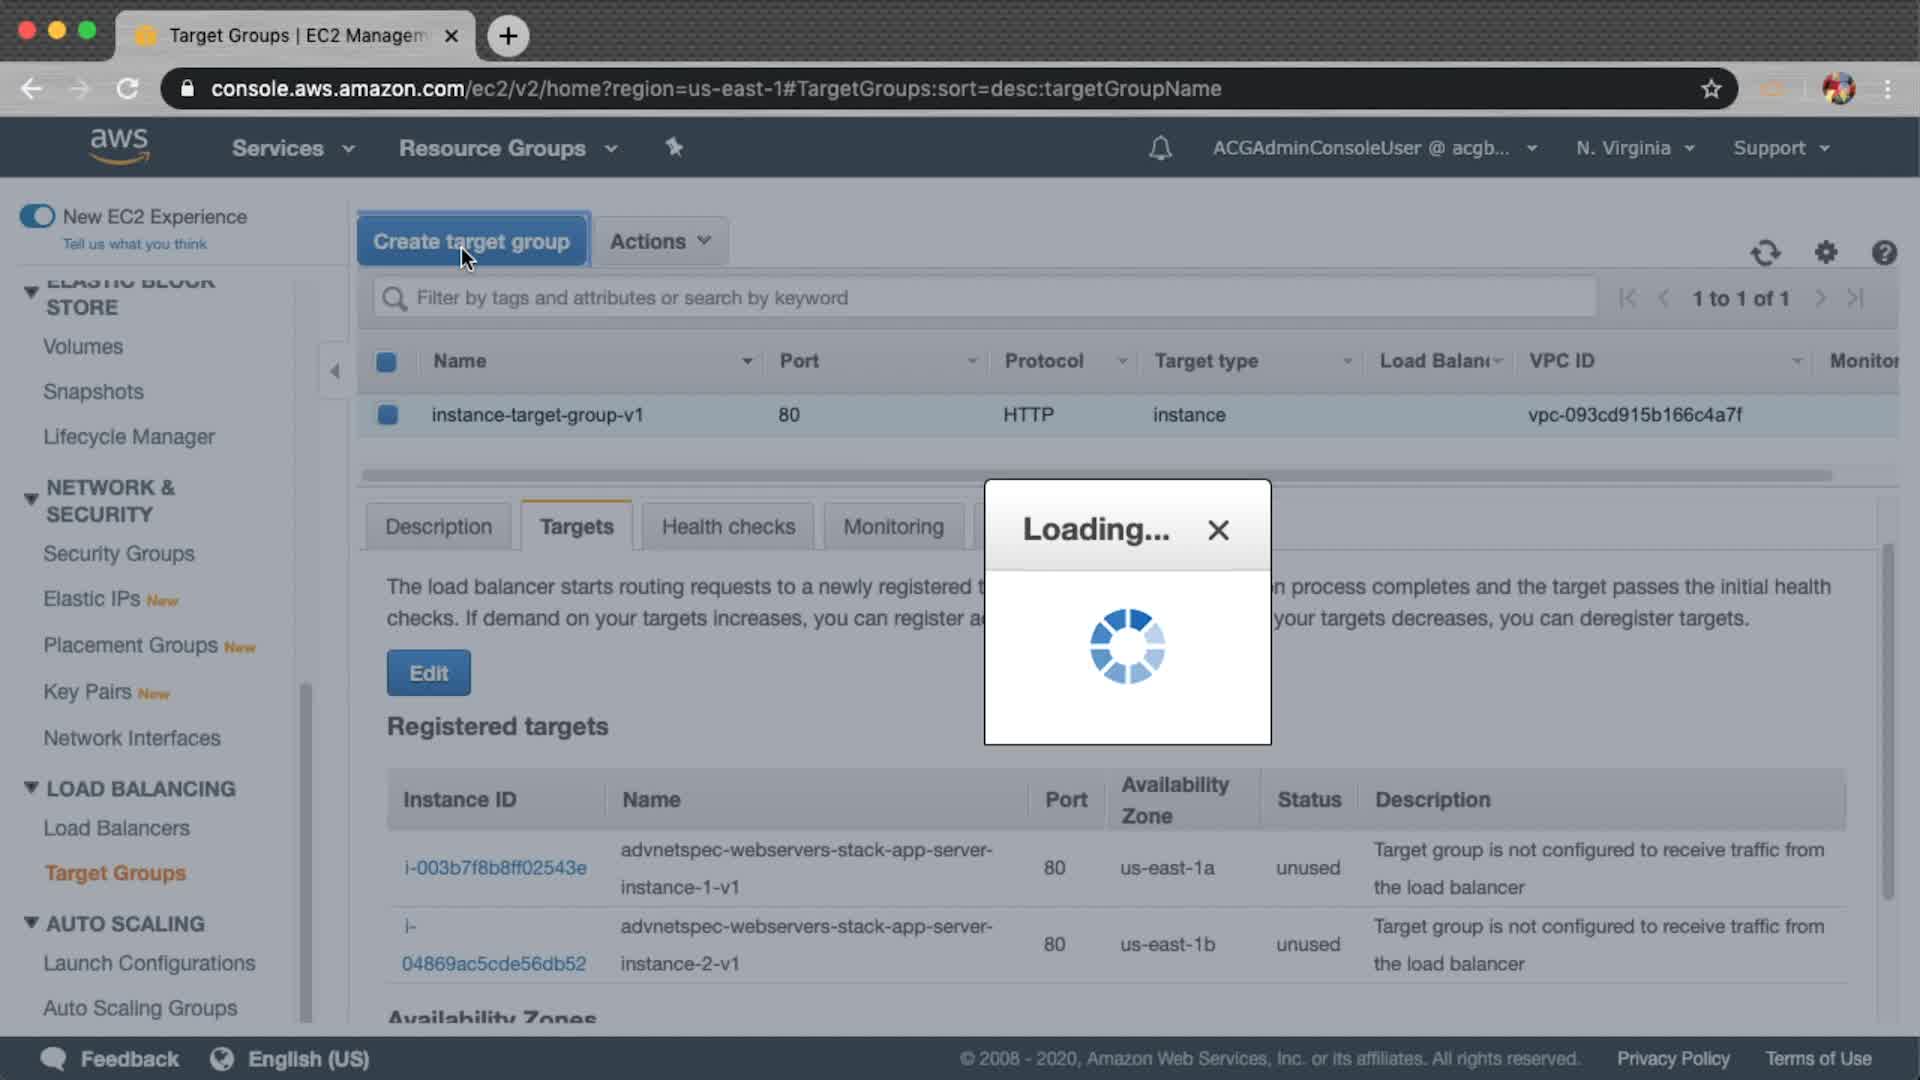 Target Groups | EC2 Managem
console.aws.amazon.com/ec2/v2/home?region=us-east-1#TargetGroups:sort=desc:targetGroupName
aws
Services
Resource Groups
ACGAdminConsoleUser @ acgb...
N. Virginia
Support
New EC2 Experience
Tell us what you think
ELASTIC BLOCK
STORE
Volumes
Snapshots
Lifecycle Manager
NETWORK &
SECURITY
Security Groups
Elastic IPs New
Placement Groups New
Key Pairs New
Network Interfaces
LOAD BALANCING
Load Balancers
Target Groups
AUTO SCALING
Launch Configurations
Auto Scaling Groups
Create target group
Actions
Filter by tags and attributes or search by keyword
1 to 1 of 1
Name Port Protocol Target type Load Balan VPC ID Monitor
instance-target-group-v1 80 HTTP instance vpc-093cd915b166c4a7f
Description
Targets
Health checks
Monitoring
Loading...
The load balancer starts routing requests to a newly registered t n process completes and the target passes the initial health
checks. If demand on your targets increases, you can register a your targets decreases, you can deregister targets.
Edit
Registered targets
Instance ID Name Port Availability Zone Status Description
i-003b7f8b8ff02543e advnetspec-webservers-stack-app-server-instance-1-v1 80 us-east-1a unused Target group is not configured to receive traffic from the load balancer
i-04869ac5cde56db52 advnetspec-webservers-stack-app-server-instance-2-v1 80 us-east-1b unused Target group is not configured to receive traffic from the load balancer
Availability Zones
Feedback
English (US)
© 2008 - 2020, Amazon Web Services, Inc. or its affiliates. All rights reserved.
Privacy Policy
Terms of Use